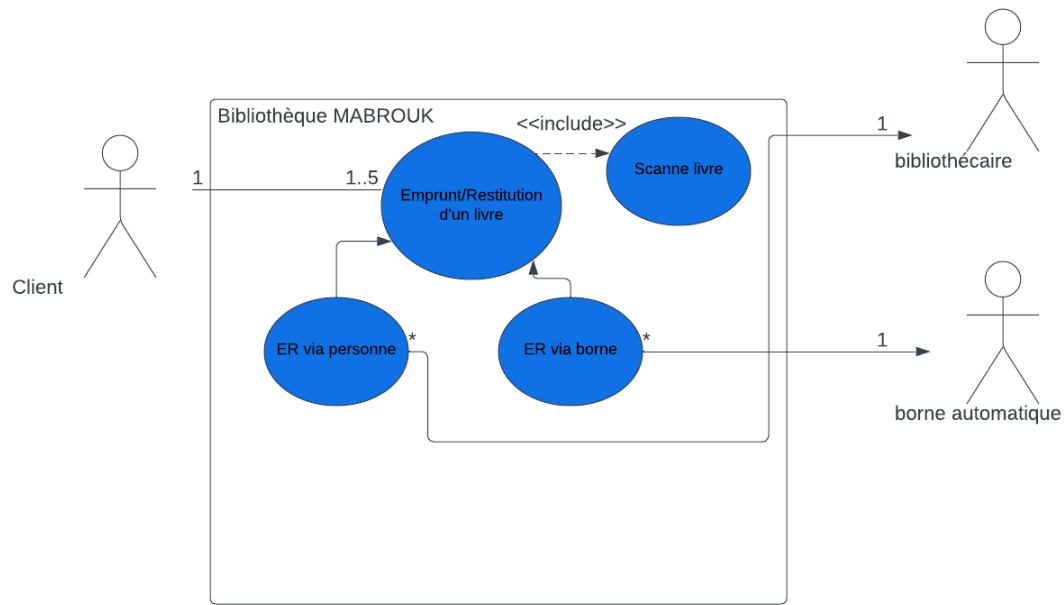 Bibliothèque MABROUK
<<include>>
1
bibliothécaire
Scanne livre
1
1..5
Emprunt/Restitution
d'un livre
Client
ER via personne
*
ER via borne
*
1
borne automatique